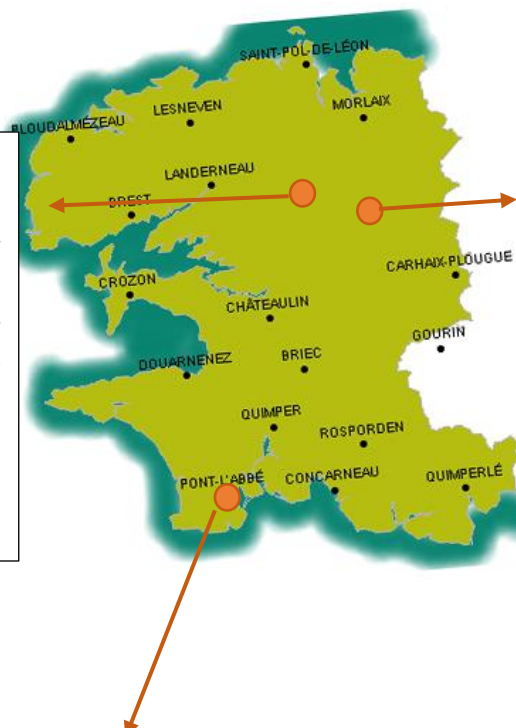 SAINT-POL-DE-LÉON
LESNEVEN
MORLAIX
PLOUDALMÉZEAU
LANDERNEAU
BREST
CARHAIX-PLOUGUE
CROZON
CHÂTEAULIN
GOURIN
DOUARNENEZ
BRIEC
QUIMPER
ROSPORDEN
PONT-L'ABBÉ
CONCARNEAU
QUIMPERLÉ